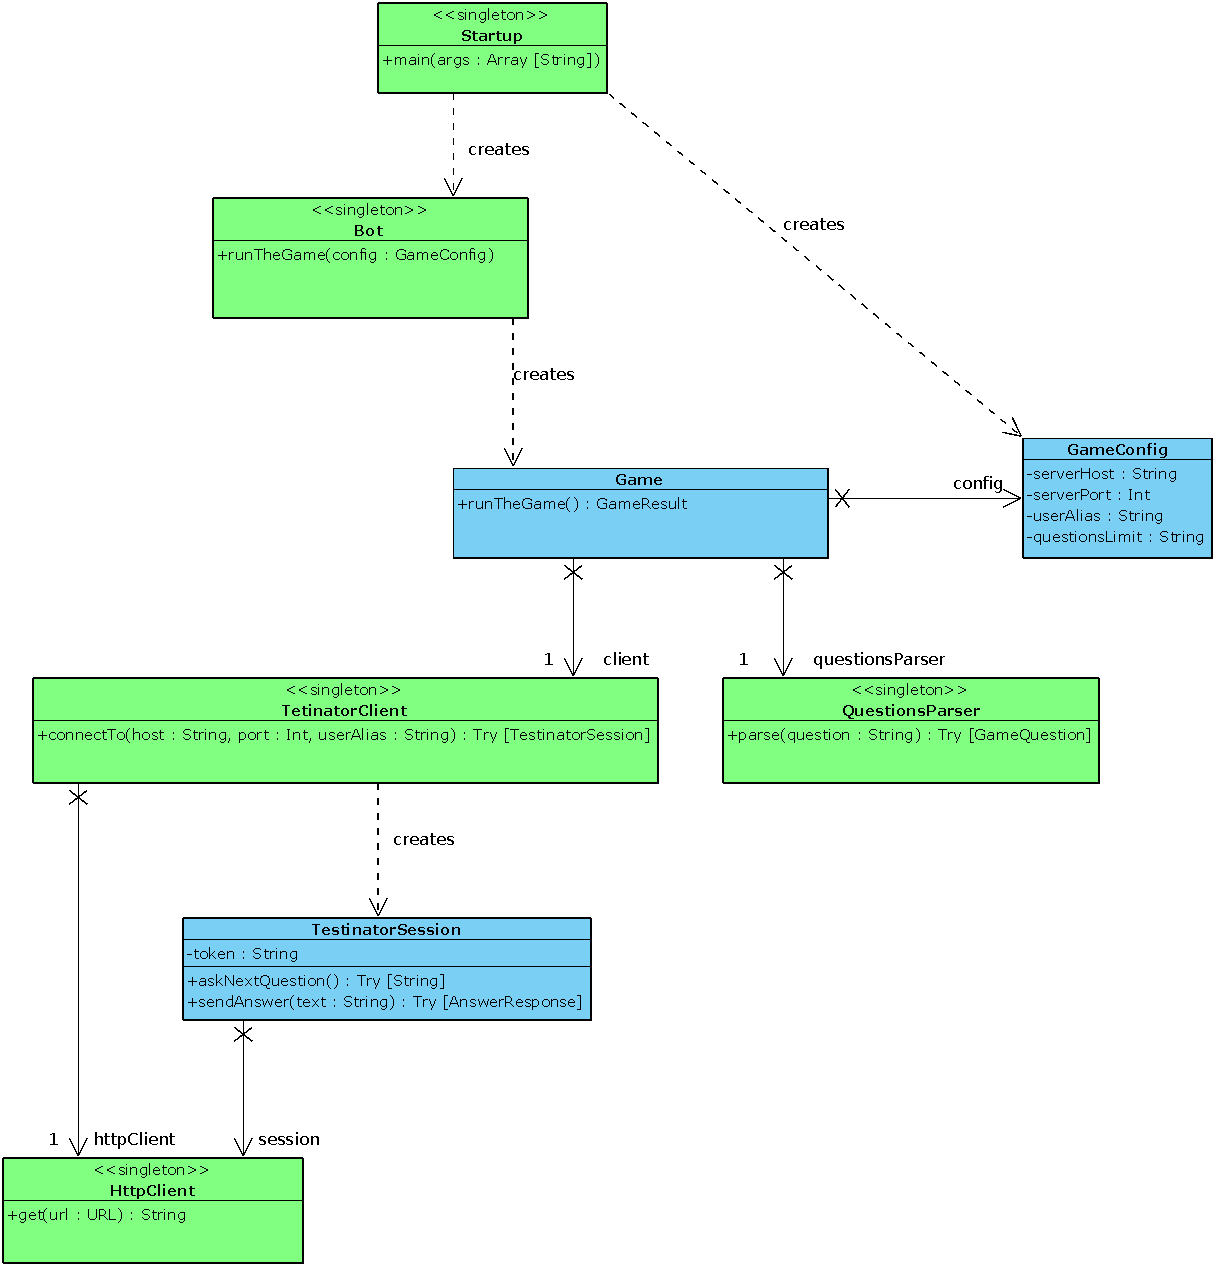 <<singleton>>
Startup
+main(args : Array [String])
creates
creates
<<singleton>>
Bot
+runTheGame(config : GameConfig)
creates
GameConfig
-serverHost : String
-serverPort : Int
-userAlias : String
-questionsLimit : String
config
Game
+runTheGame() : GameResult
1 client
1 questionsParser
<<singleton>>
TetinatorClient
+connectTo(host : String, port : Int, userAlias : String) : Try [TestinatorSession]
<<singleton>>
QuestionsParser
+parse(question : String) : Try [GameQuestion]
creates
TestinatorSession
-token : String
+askNextQuestion() : Try [String]
+sendAnswer(text : String) : Try [AnswerResponse]
1 httpClient
session
<<singleton>>
HttpClient
+get(url : URL) : String